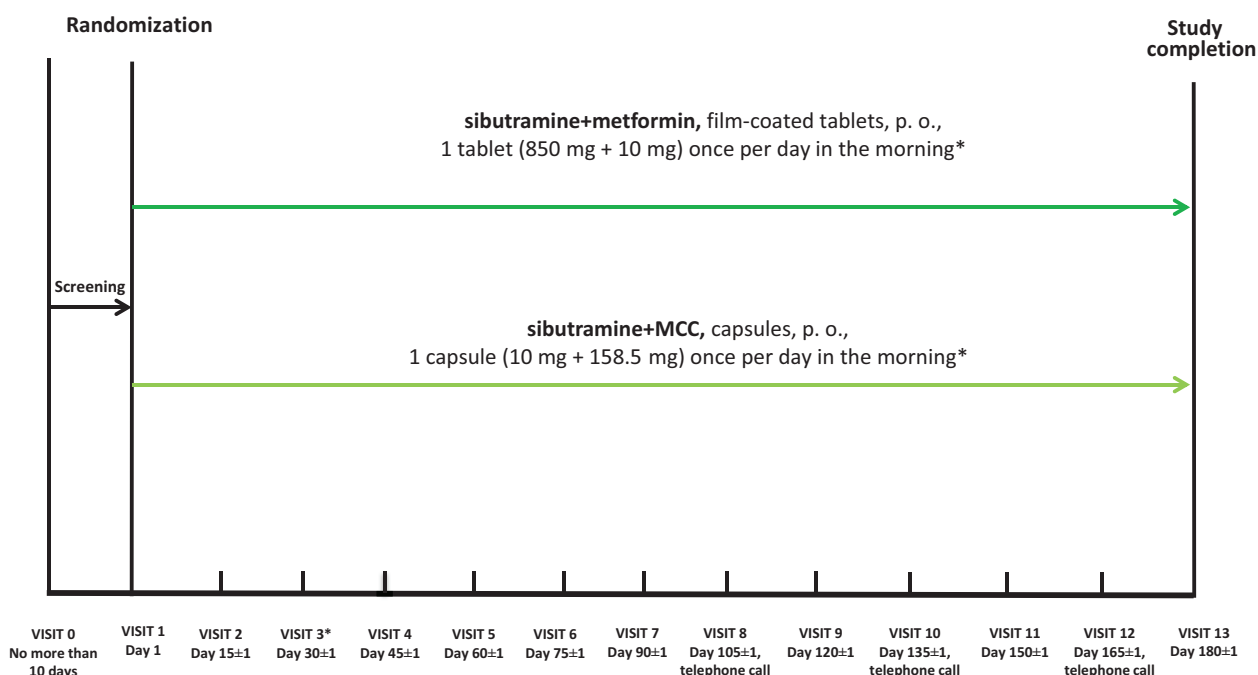 Randomization
Study
completion
sibutramine+metformin, film-coated tablets, p. o.,
1 tablet (850 mg + 10 mg) once per day in the morning*
Screening
sibutramine+MCC, capsules, p. o.,
1 capsule (10 mg + 158.5 mg) once per day in the morning*
VISIT 0
No more than
10 days
VISIT 1
Day 1
VISIT 2
Day 15±1
VISIT 3*
Day 30±1
VISIT 4
Day 45±1
VISIT 5
Day 60±1
VISIT 6
Day 75±1
VISIT 7
Day 90±1
VISIT 8
Day 105±1,
telephone call
VISIT 9
Day 120±1
VISIT 10
Day 135±1,
telephone call
VISIT 11
Day 150±1
VISIT 12
Day 165±1,
telephone call
VISIT 13
Day 180±1